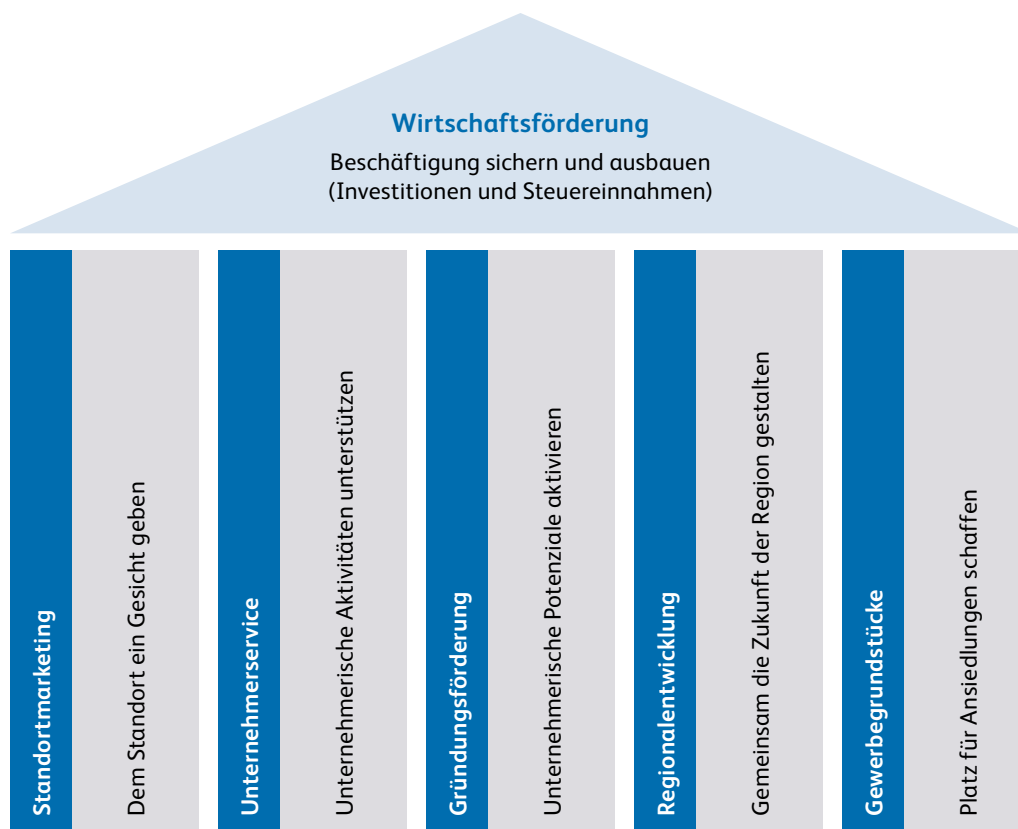 Wirtschaftsförderung
Beschäftigung sichern und ausbauen
(Investitionen und Steuereinnahmen)
Standortmarketing
Dem Standort ein Gesicht geben
Unternehmerservice
Unternehmerische Aktivitäten unterstützen
Gründungsförderung
Unternehmerische Potenziale aktivieren
Regionalentwicklung
Gemeinsam die Zukunft der Region gestalten
Gewerbegrundstücke
Platz für Ansiedlungen schaffen